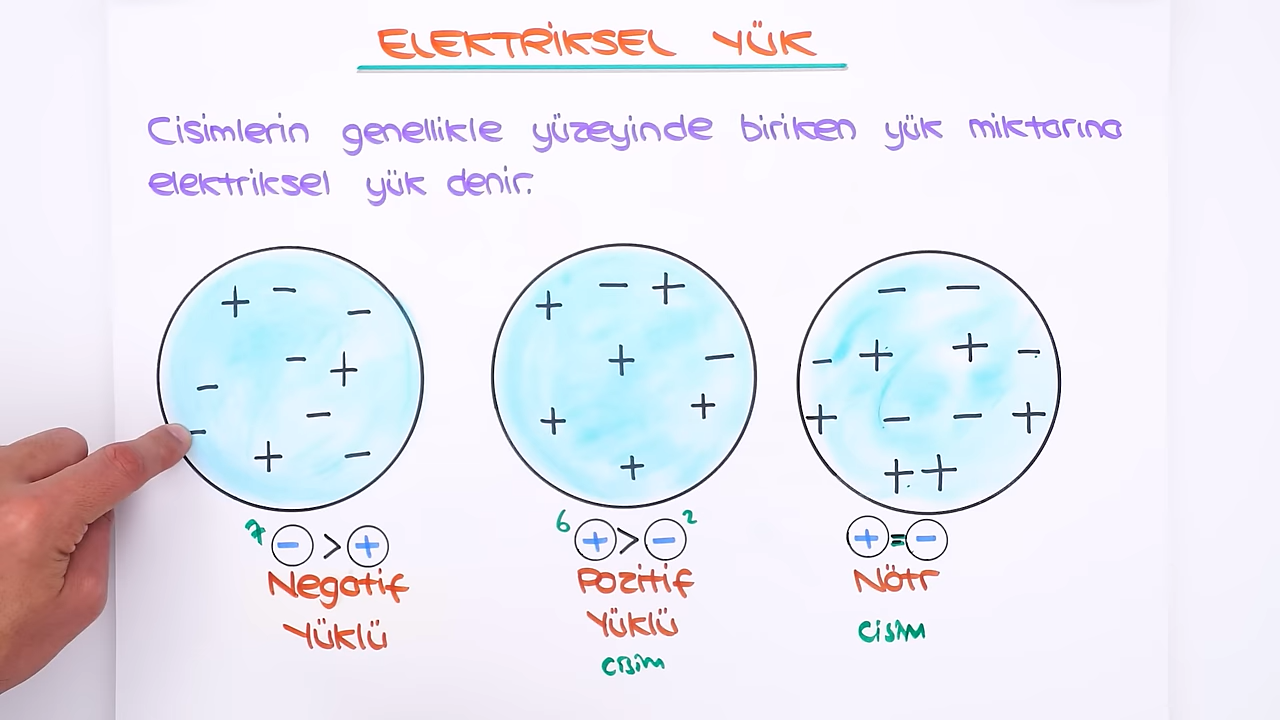 ELEKTRİKSEL YÜK
Cisimlerin genellikle yüzeyinde biriken yük miktarına
elektriksel yük denir.
+ − −
− +
− −
− + −
+ − +
+ −
+ +
+
− −
− + + −
+ − − +
+ +
7 − > +
6 + > − 2
+ = −
Negatif
Yüklü
Pozitif
Yüklü
cisim
Nötr
cisim